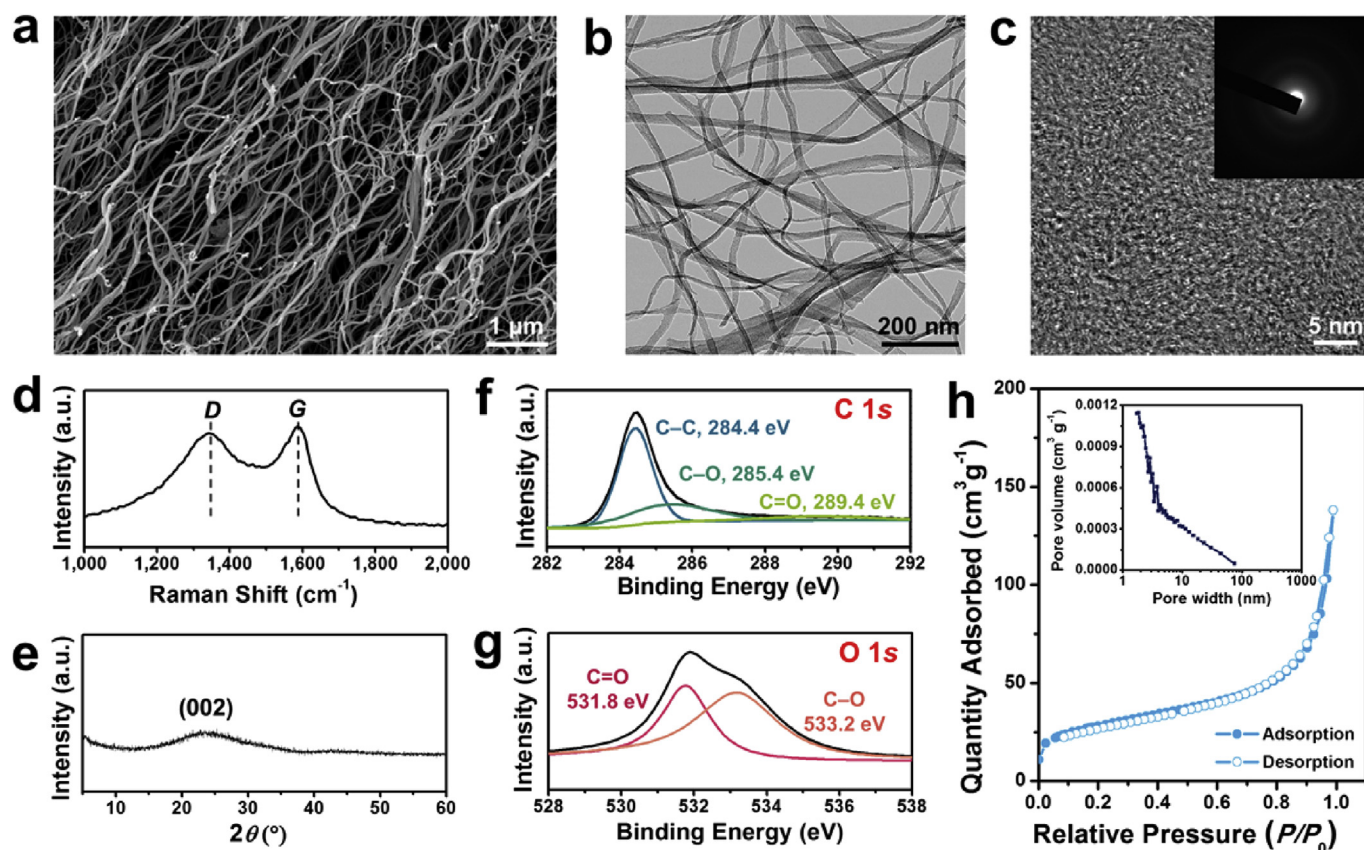 a
1 µm
b
200 nm
c
5 nm
d
D
G
Intensity (a.u.)
1,000 1,200 1,400 1,600 1,800 2,000
Raman Shift (cm⁻¹)
e
(002)
Intensity (a.u.)
10 20 30 40 50 60
2θ (°)
f
C 1s
C–C, 284.4 eV
C–O, 285.4 eV
C=O, 289.4 eV
Intensity (a.u.)
282 284 286 288 290 292
Binding Energy (eV)
g
O 1s
C=O
531.8 eV
C–O
533.2 eV
Intensity (a.u.)
528 530 532 534 536 538
Binding Energy (eV)
h
Quantity Adsorbed (cm³g⁻¹)
200
150
100
50
0
0.0 0.2 0.4 0.6 0.8 1.0
Relative Pressure (P/P₀)
Adsorption
Desorption
Pore volume (cm³ g⁻¹)
0.0012
0.0009
0.0006
0.0003
0.0000
1 10 100 1000
Pore width (nm)